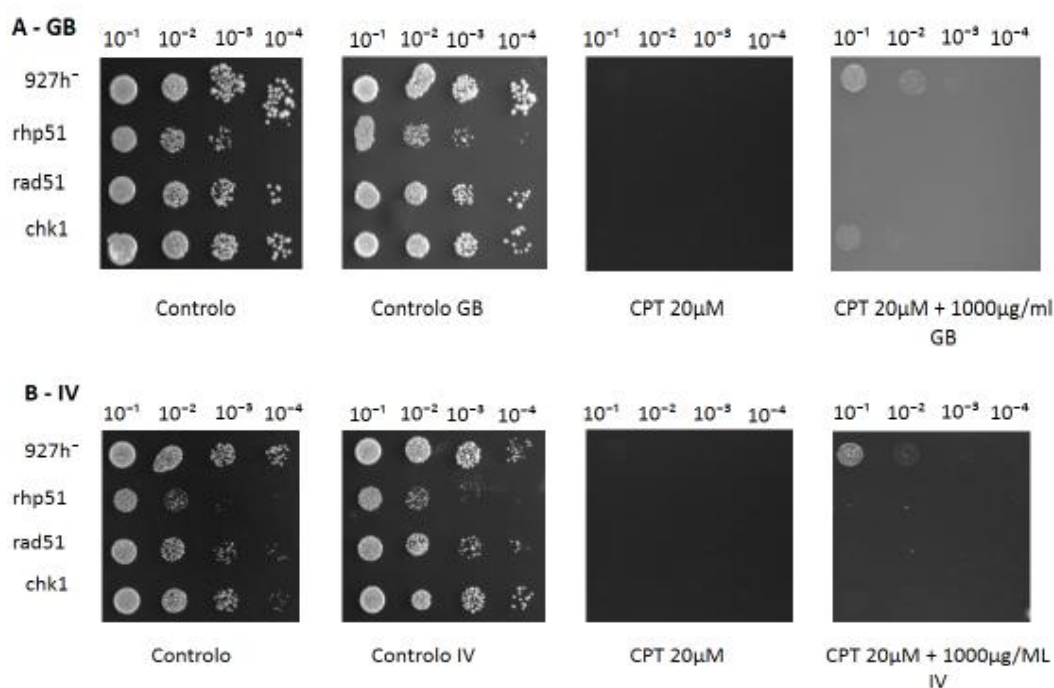 A - GB
10⁻¹ 10⁻² 10⁻³ 10⁻⁴ 10⁻¹ 10⁻² 10⁻³ 10⁻⁴ 10⁻¹ 10⁻² 10⁻³ 10⁻⁴ 10⁻¹ 10⁻² 10⁻³ 10⁻⁴
927h⁻
rhp51
rad51
chk1
Controlo Controlo GB CPT 20µM CPT 20µM + 1000µg/ml
GB
B - IV
10⁻¹ 10⁻² 10⁻³ 10⁻⁴ 10⁻¹ 10⁻² 10⁻³ 10⁻⁴ 10⁻¹ 10⁻² 10⁻³ 10⁻⁴ 10⁻¹ 10⁻² 10⁻³ 10⁻⁴
927h⁻
rhp51
rad51
chk1
Controlo Controlo IV CPT 20µM CPT 20µM + 1000µg/ML
IV